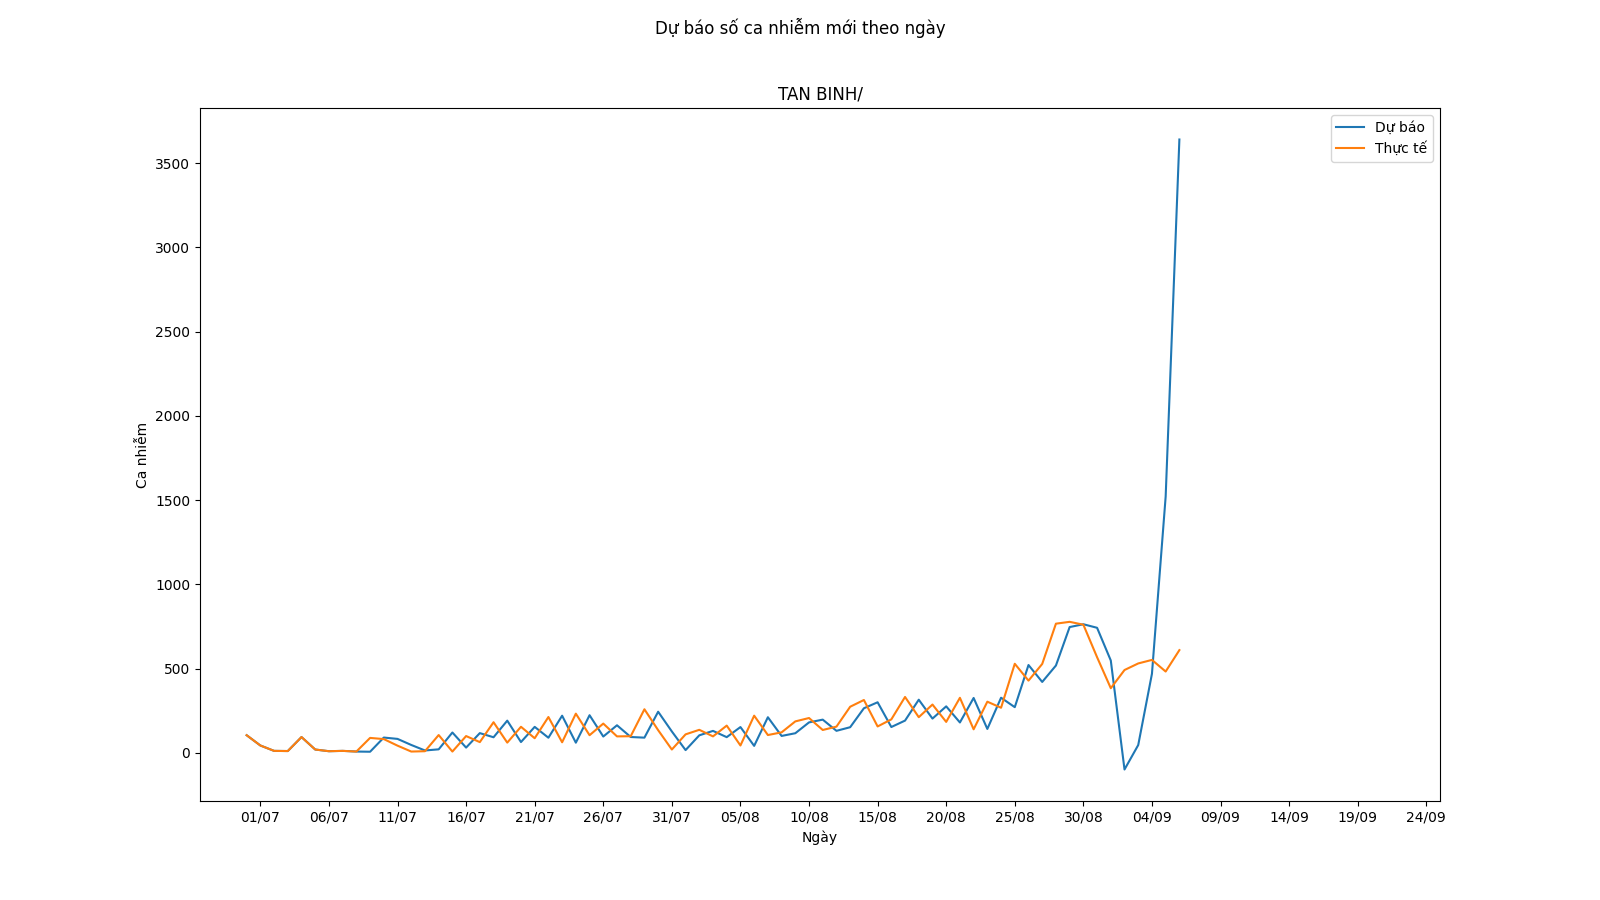 Dự báo số ca nhiễm mới theo ngày
TAN BINH/
Dự báo
Thực tế
3500
3000
2500
2000
1500
1000
500
0
Ca nhiễm
01/07 06/07 11/07 16/07 21/07 26/07 31/07 05/08 10/08 15/08 20/08 25/08 30/08 04/09 09/09 14/09 19/09 24/09
Ngày